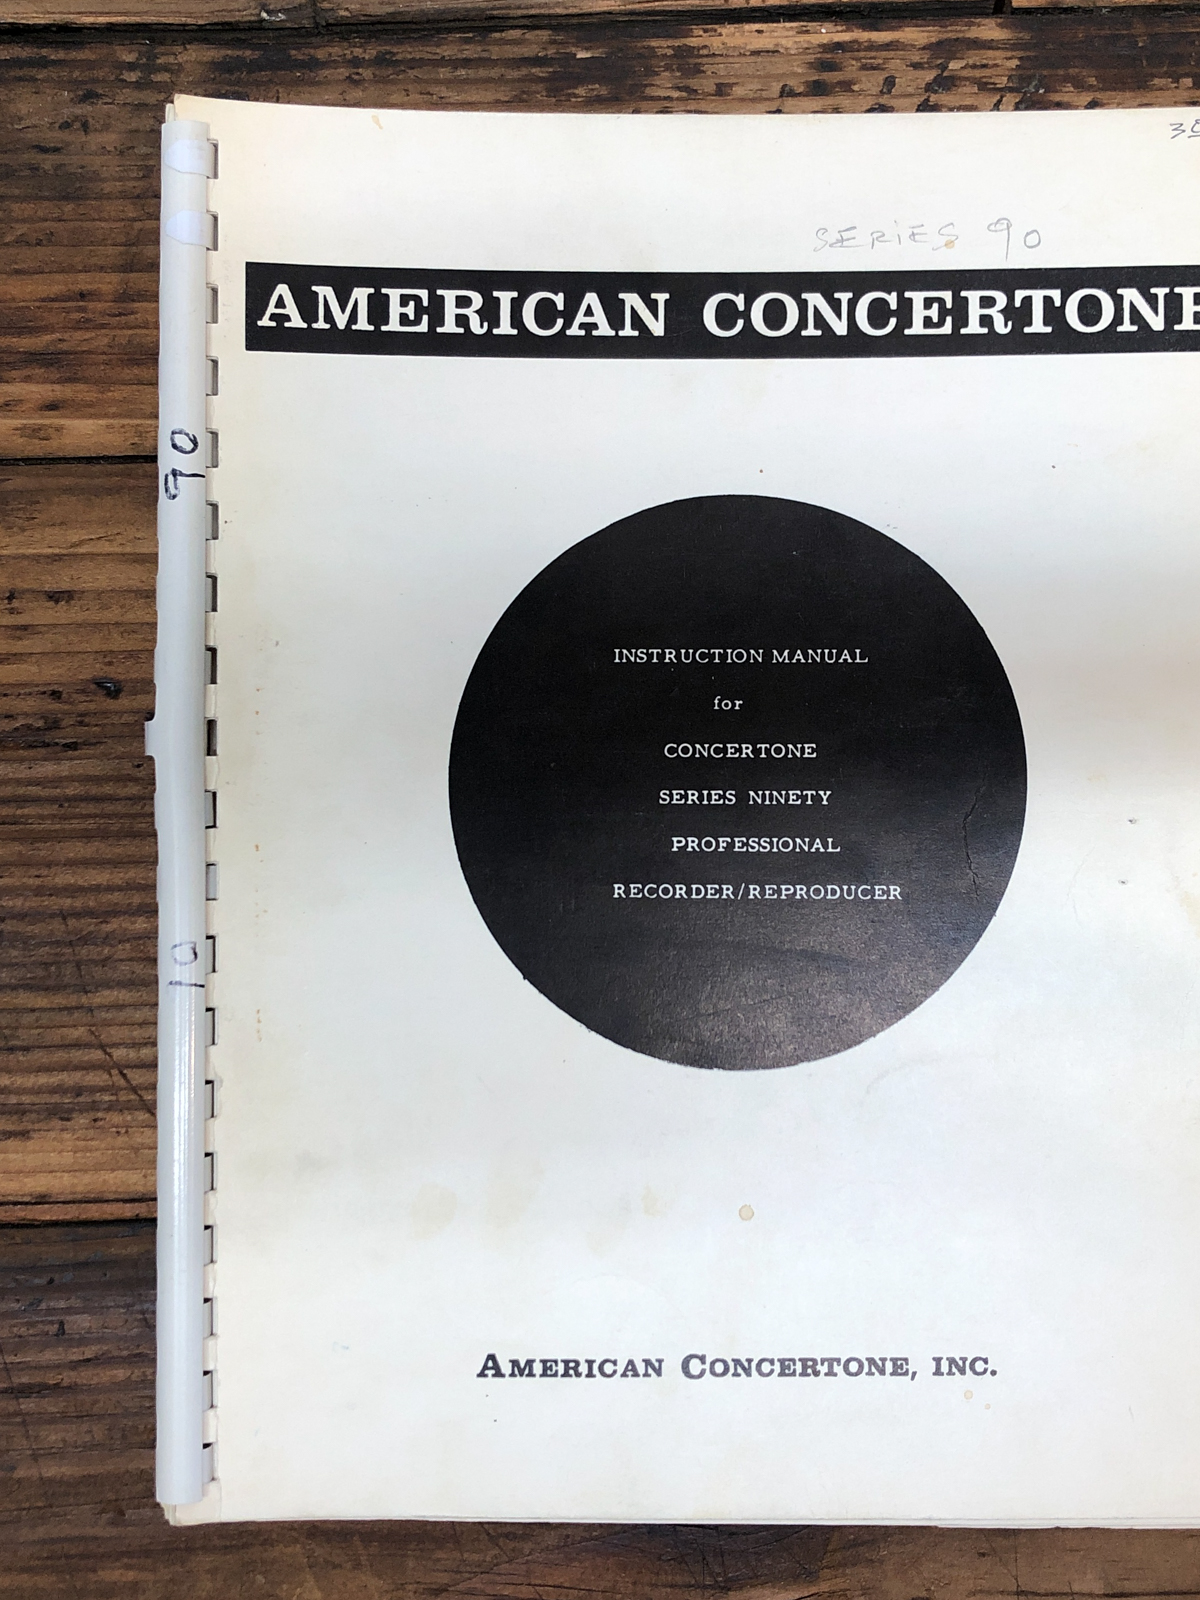 SERIES 90
AMERICAN CONCERTONE
INSTRUCTION MANUAL
for
CONCERTONE
SERIES NINETY
PROFESSIONAL
RECORDER/REPRODUCER
AMERICAN CONCERTONE, INC.
90
10